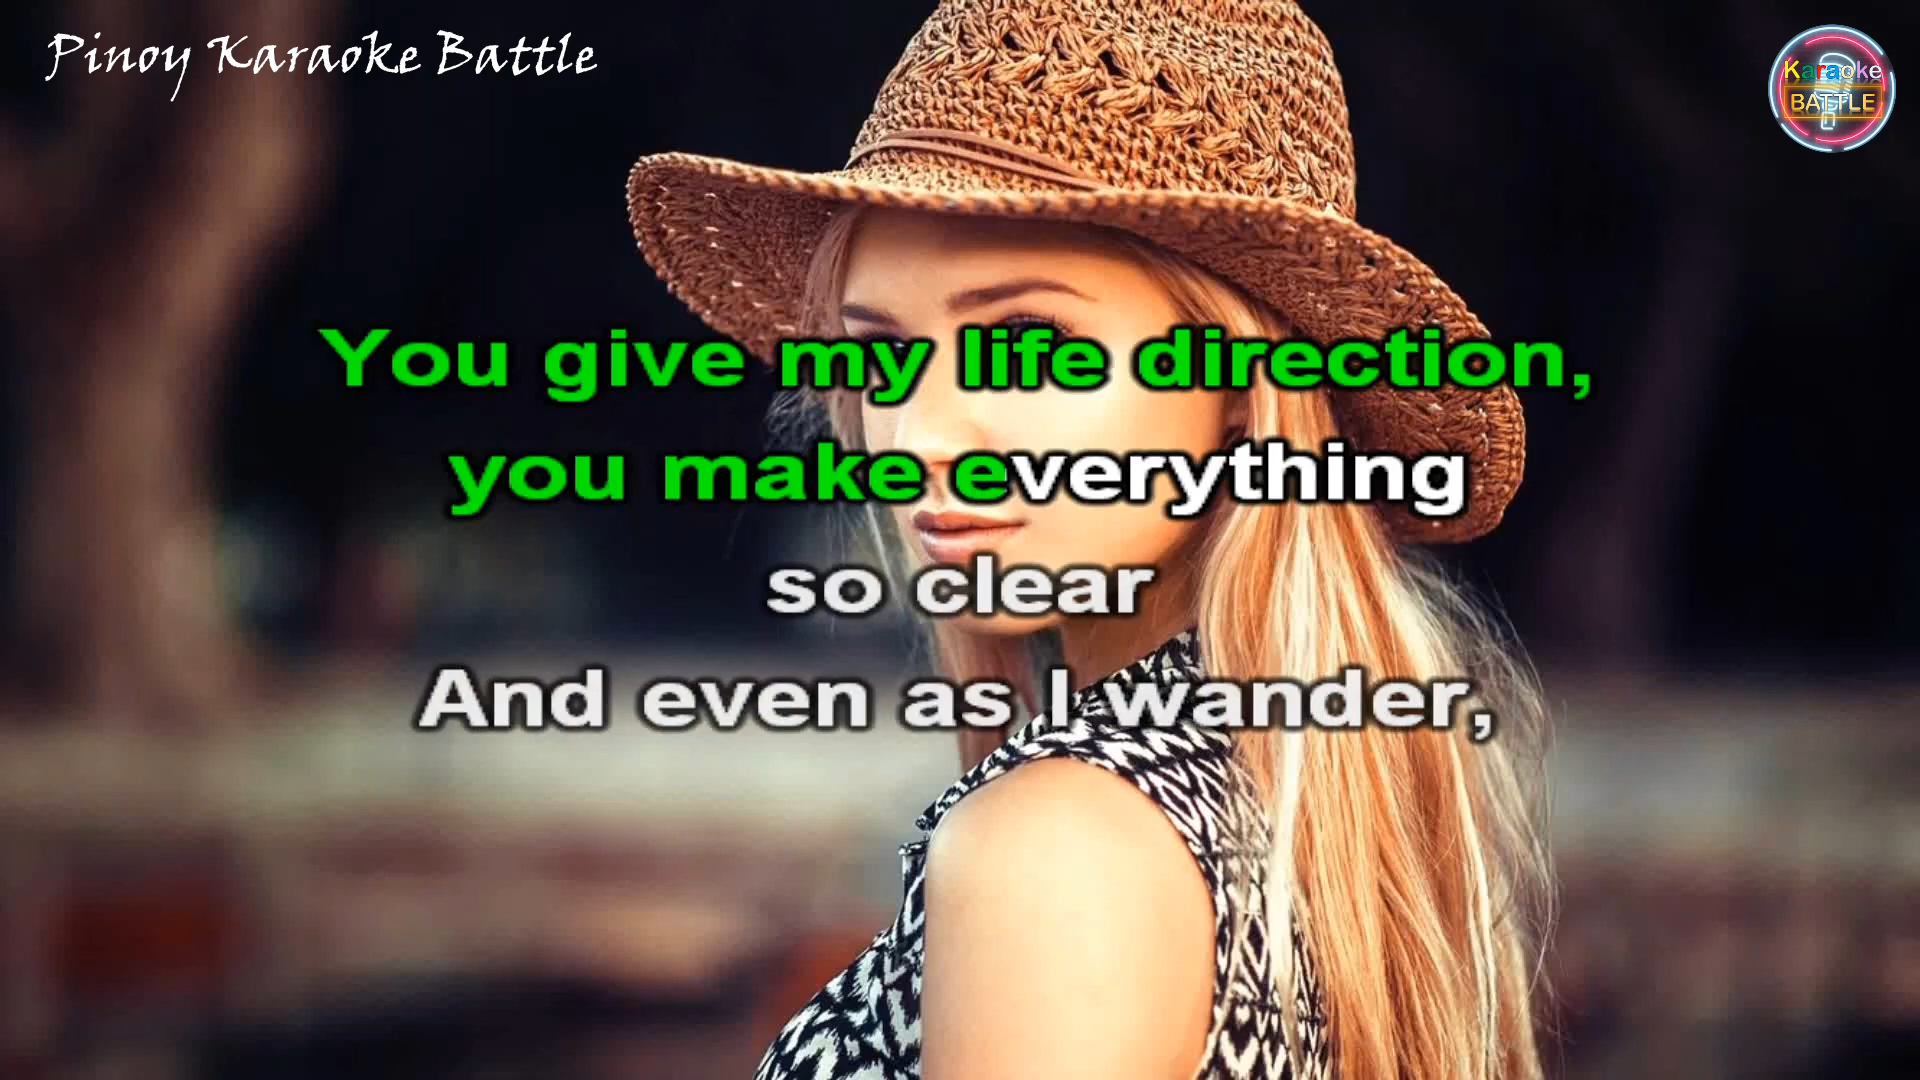 Pinoy Karaoke Battle
Karaoke
BATTLE
You give my life direction,
you make everything
so clear
And even as I wander,